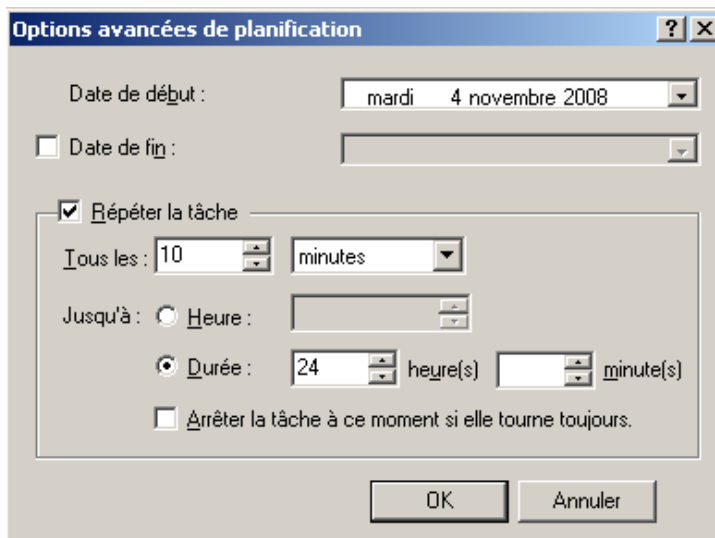 Options avancées de planification
Date de début : mardi 4 novembre 2008
Date de fin :
Répéter la tâche
Tous les : 10 minutes
Jusqu'à : Heure :
Durée : 24 heure(s) minute(s)
Arrêter la tâche à ce moment si elle tourne toujours.
OK Annuler